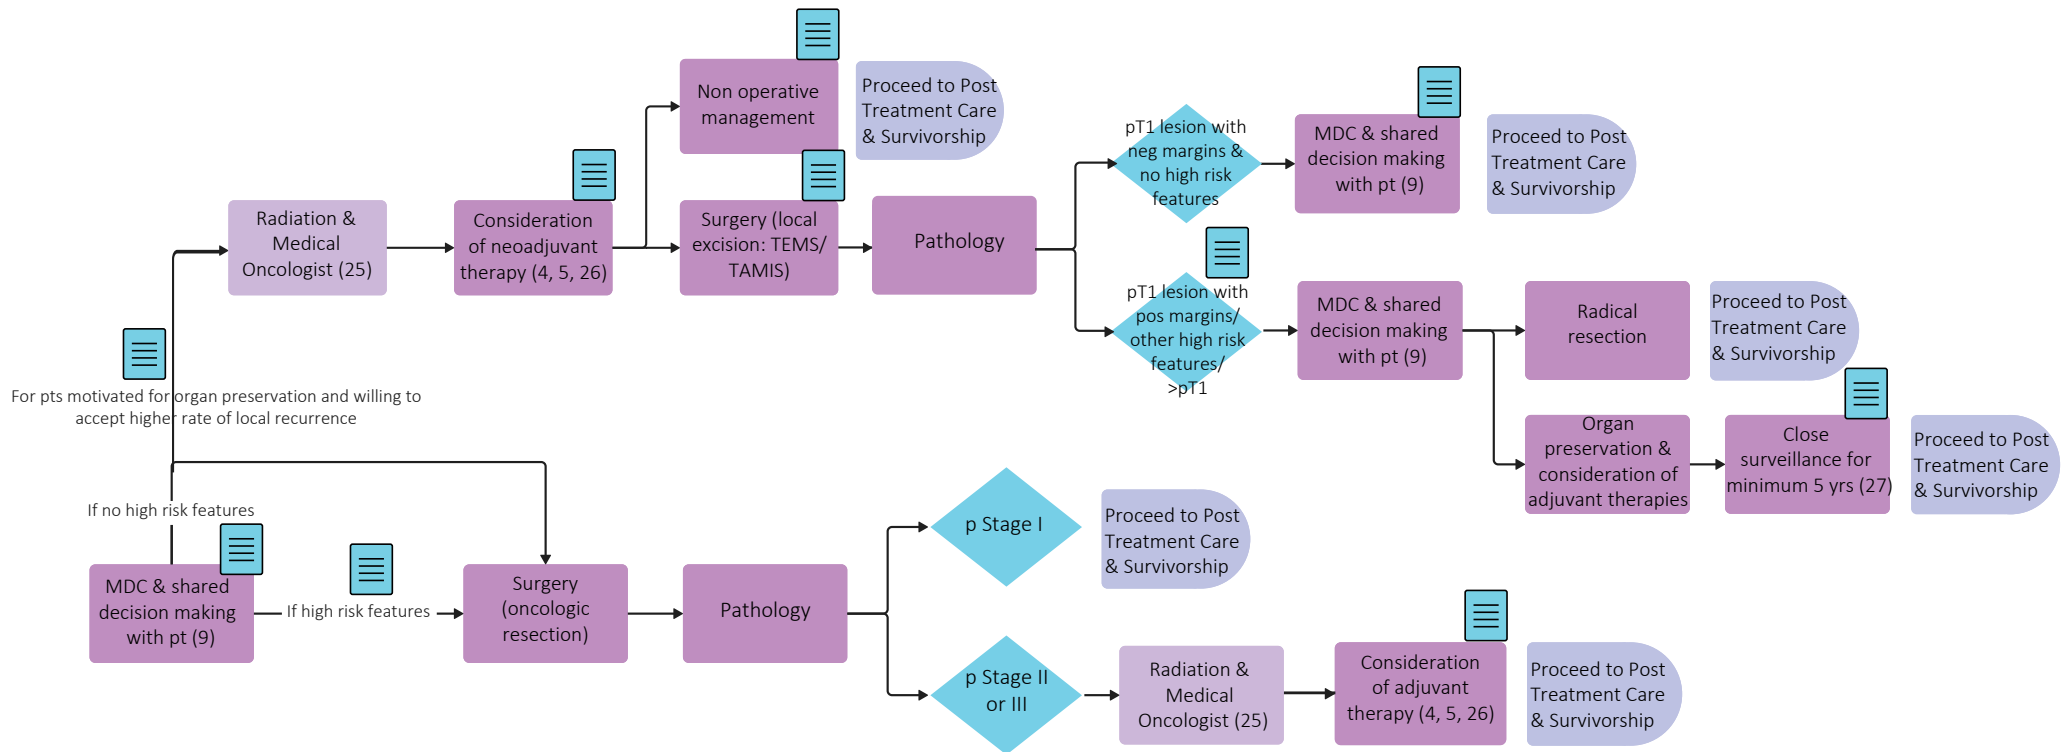 Non operative
management
Proceed to Post
Treatment Care
& Survivorship
Radiation &
Medical
Oncologist (25)
Consideration
of neoadjuvant
therapy (4, 5, 26)
Surgery (local
excision: TEMS/
TAMIS)
Pathology
pT1 lesion with
neg margins &
no high risk
features
MDC & shared
decision making
with pt (9)
Proceed to Post
Treatment Care
& Survivorship
pT1 lesion with
pos margins/
other high risk
features/
>pT1
MDC & shared
decision making
with pt (9)
Radical
resection
Proceed to Post
Treatment Care
& Survivorship
Organ
preservation &
consideration of
adjuvant therapies
Close
surveillance for
minimum 5 yrs (27)
Proceed to Post
Treatment Care
& Survivorship
For pts motivated for organ preservation and willing to
accept higher rate of local recurrence
If no high risk features
MDC & shared
decision making
with pt (9)
If high risk features
Surgery
(oncologic
resection)
Pathology
p Stage I
Proceed to Post
Treatment Care
& Survivorship
p Stage II
or III
Radiation &
Medical
Oncologist (25)
Consideration
of adjuvant
therapy (4, 5, 26)
Proceed to Post
Treatment Care
& Survivorship